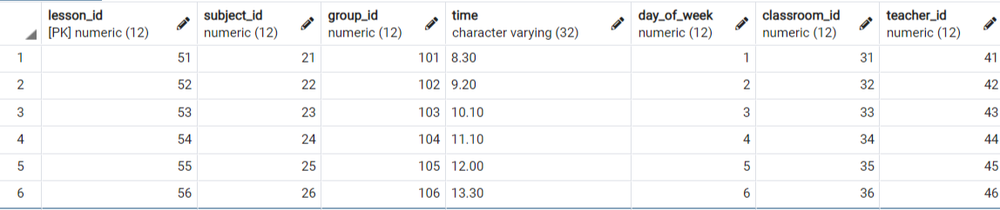 lesson_id subject_id group_id time day_of_week classroom_id teacher_id
[PK] numeric (12) numeric (12) numeric (12) character varying (32) numeric (12) numeric (12) numeric (12)
1 51 21 101 8.30 1 31 41
2 52 22 102 9.20 2 32 42
3 53 23 103 10.10 3 33 43
4 54 24 104 11.10 4 34 44
5 55 25 105 12.00 5 35 45
6 56 26 106 13.30 6 36 46